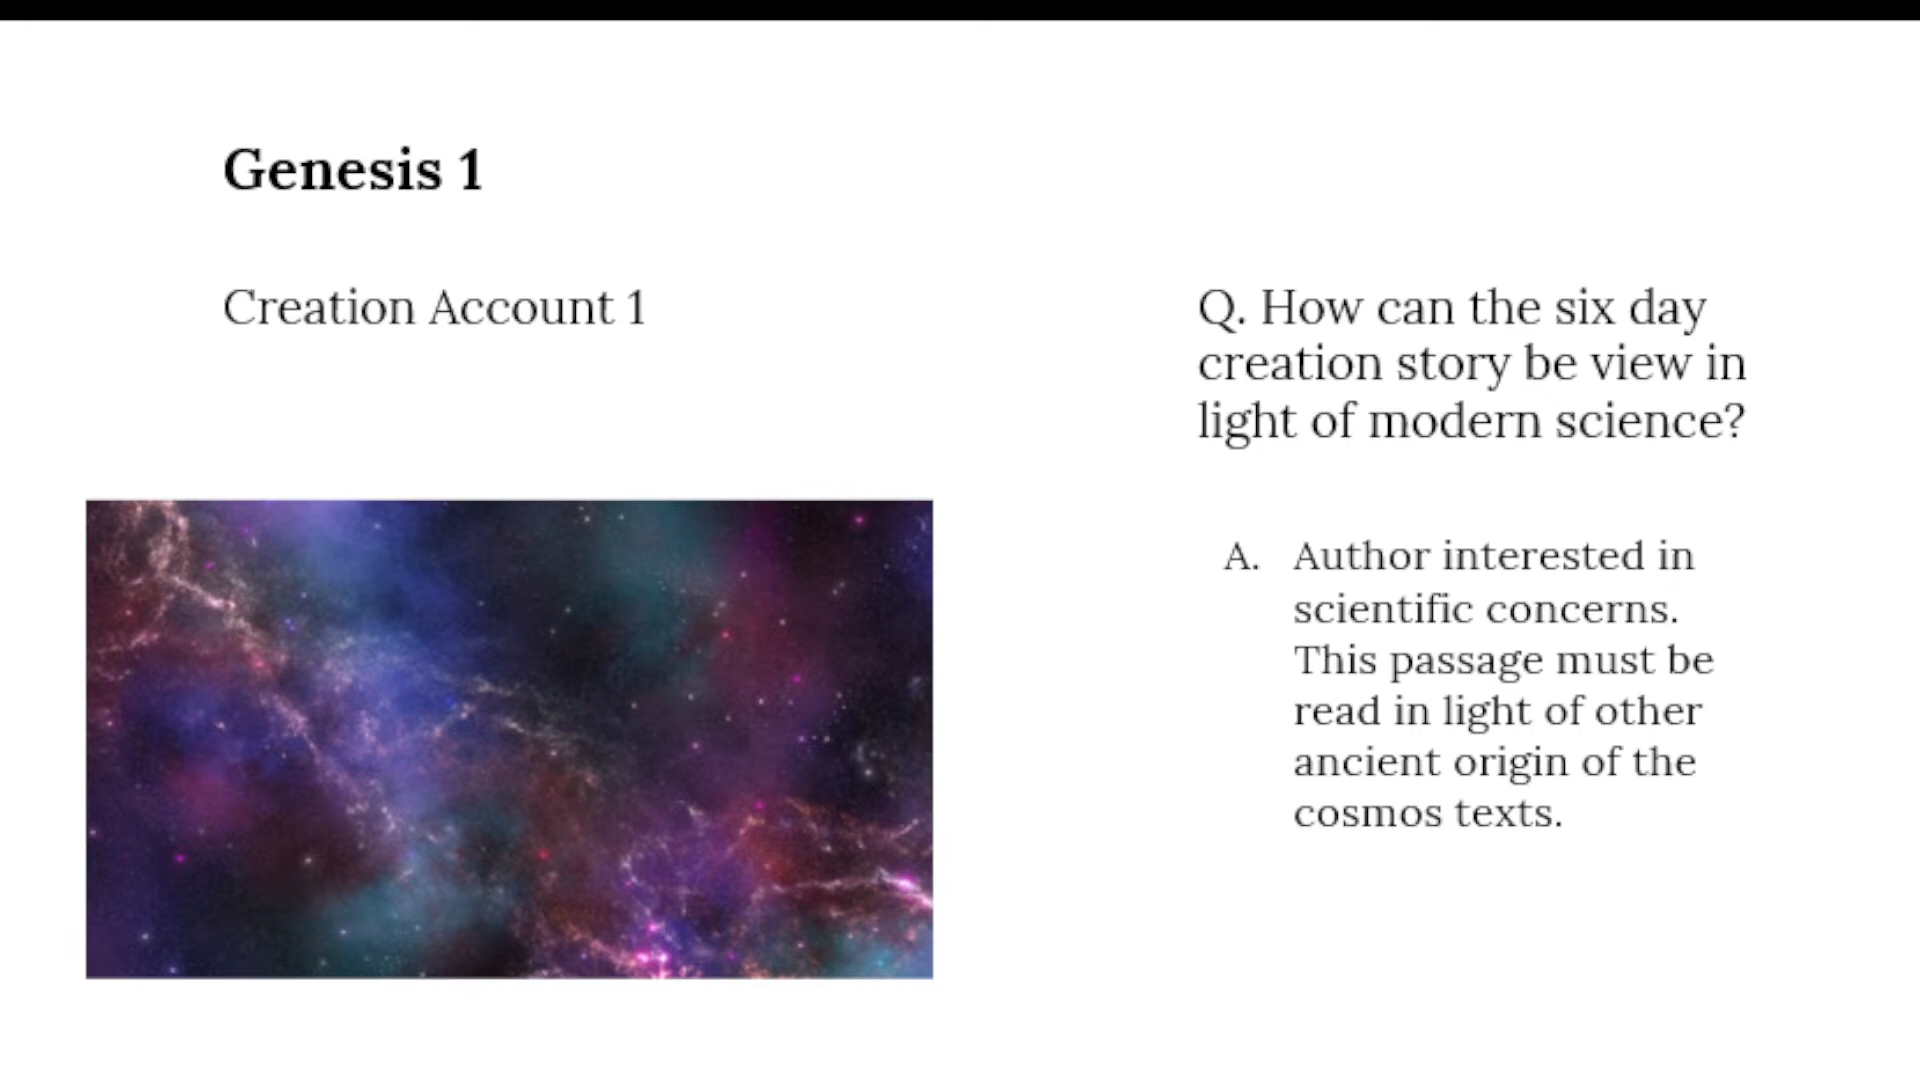 Genesis 1
Creation Account 1
Q. How can the six day
creation story be view in
light of modern science?
A. Author interested in
scientific concerns.
This passage must be
read in light of other
ancient origin of the
cosmos texts.